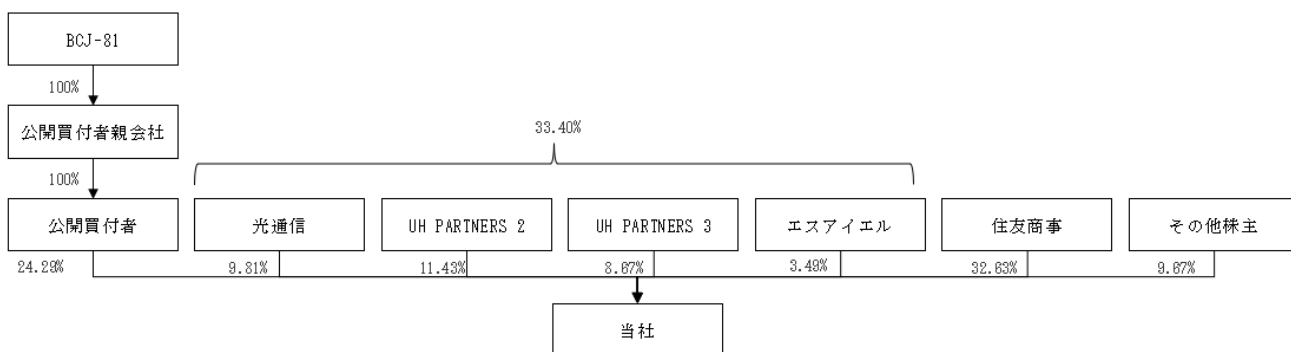 BCJ-81
100%
公開買付者親会社
33.40%
100%
公開買付者
光通信
UH PARTNERS 2
UH PARTNERS 3
エスアイエル
住友商事
その他株主
24.29%
9.81%
11.43%
8.67%
3.49%
32.63%
9.67%
当社